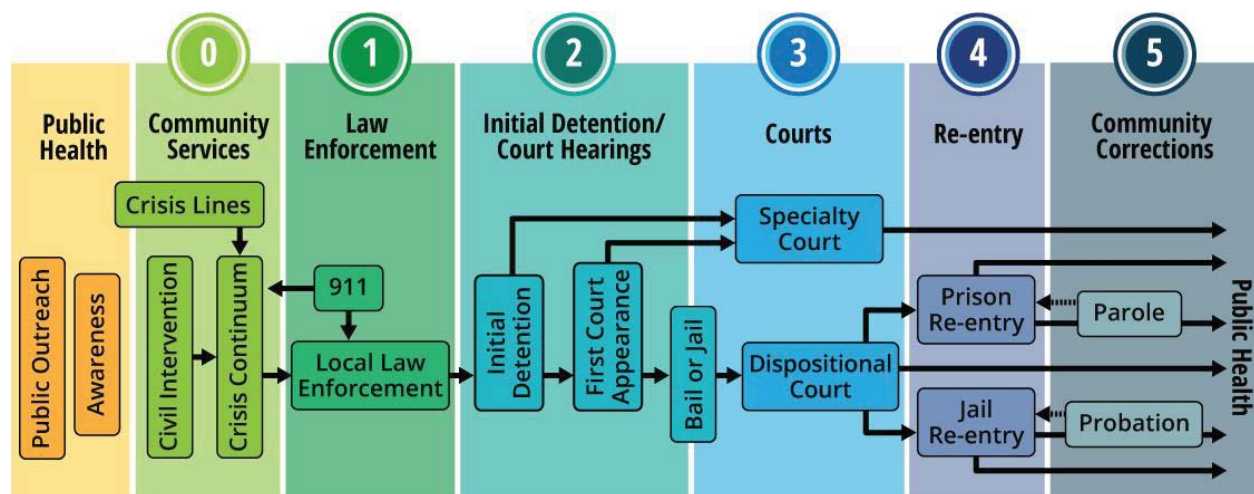 0
1
2
3
4
5
Public
Health
Community
Services
Law
Enforcement
Initial Detention/
Court Hearings
Courts
Re-entry
Community
Corrections
Crisis Lines
Public Outreach
Awareness
Civil Intervention
Crisis Continuum
911
Local Law
Enforcement
Initial
Detention
First Court
Appearance
Bail or Jail
Specialty
Court
Dispositional
Court
Prison
Re-entry
Jail
Re-entry
Parole
Probation
Public Health